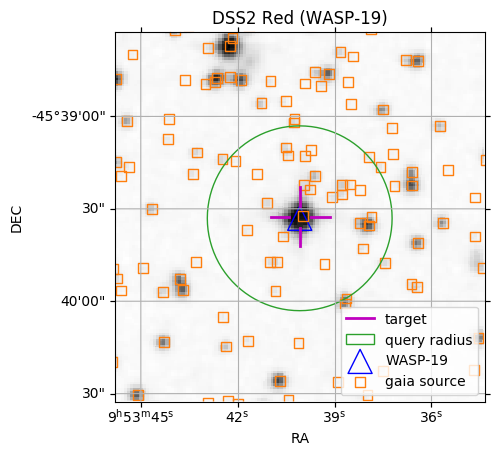 DSS2 Red (WASP-19)
-45°39'00"
30"
40'00"
30"
DEC
9ʰ53ᵐ45ˢ 42ˢ 39ˢ 36ˢ
RA
target
query radius
WASP-19
gaia source